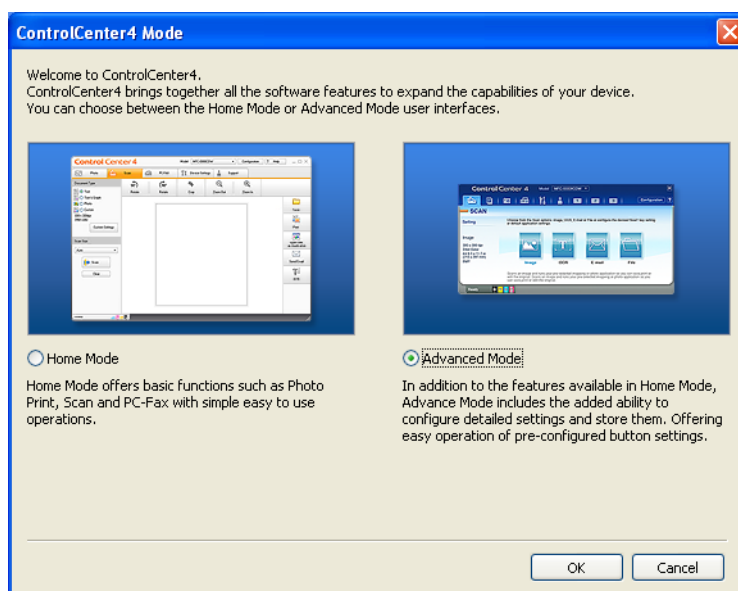 ControlCenter4 Mode
Welcome to ControlCenter4.
ControlCenter4 brings together all the software features to expand the capabilities of your device.
You can choose between the Home Mode or Advanced Mode user interfaces.
Control Center 4
Control Center 4
SCAN
Image OCR E-mail File
Home Mode
Home Mode offers basic functions such as Photo
Print, Scan and PC-Fax with simple easy to use
operations.
Advanced Mode
In addition to the features available in Home Mode,
Advance Mode includes the added ability to
configure detailed settings and store them. Offering
easy operation of pre-configured button settings.
OK Cancel